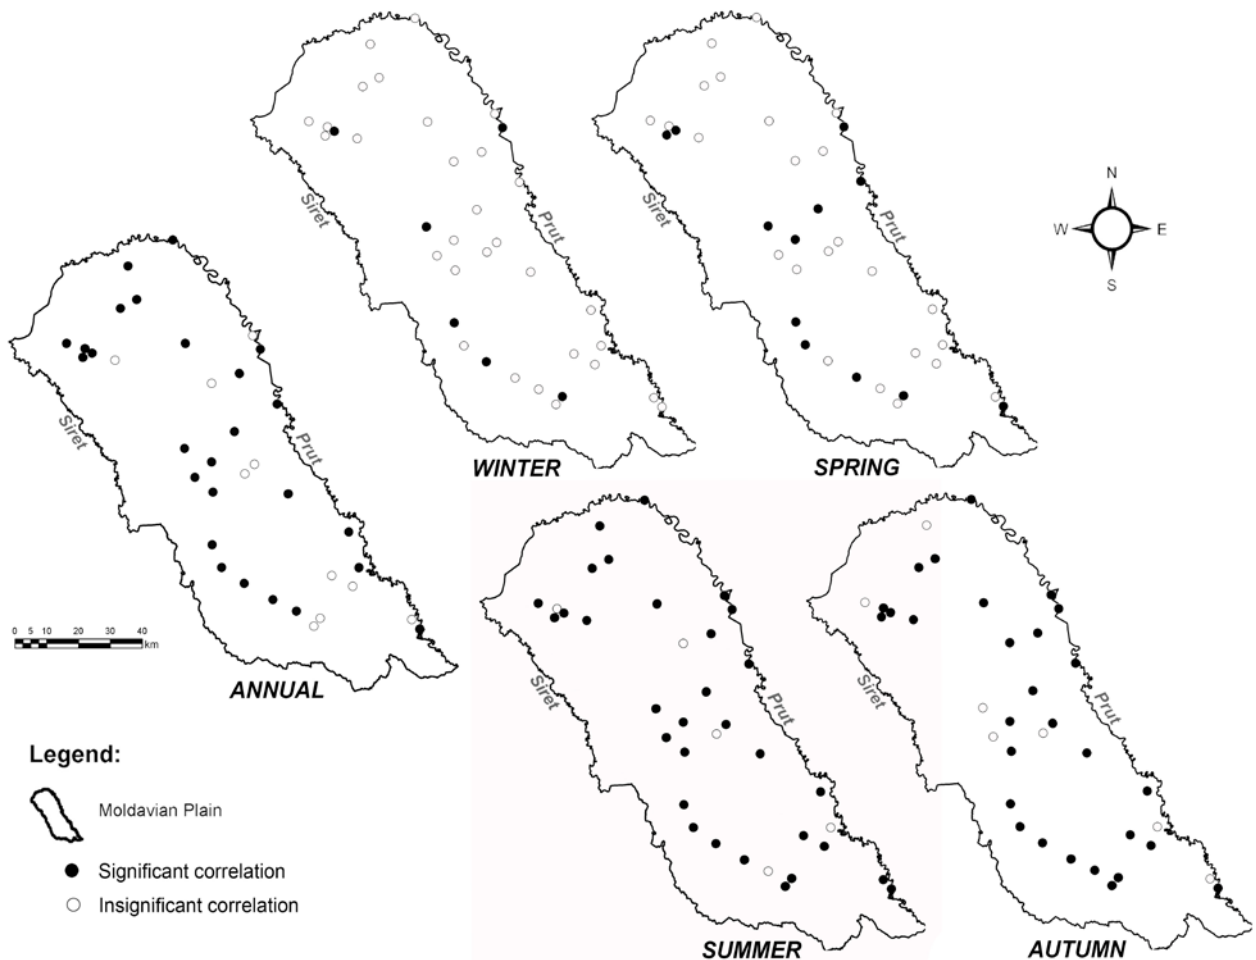 N
W E
S
Siret
Prut
WINTER
Siret
Prut
SPRING
Siret
Prut
ANNUAL
0 5 10 20 30 40
km
Siret
Prut
SUMMER
Siret
Prut
AUTUMN
Legend:
Moldavian Plain
Significant correlation
Insignificant correlation